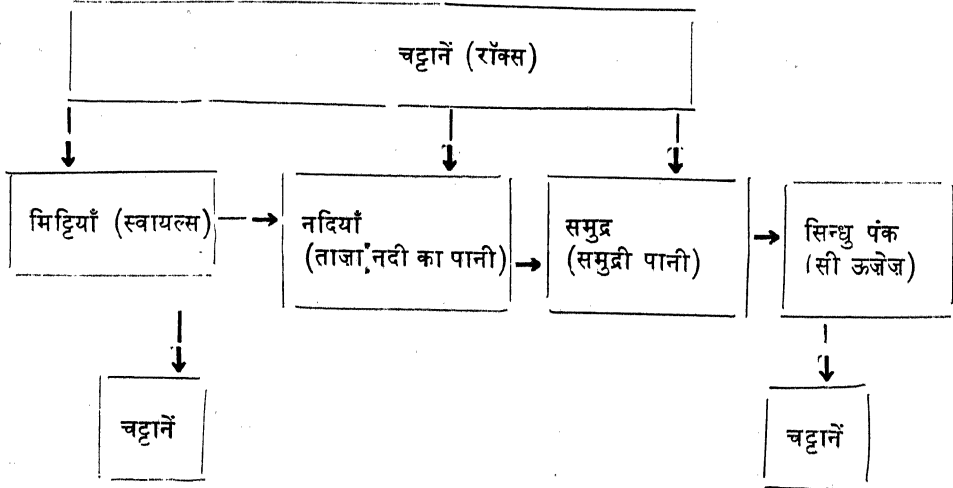 चट्टानें (रॉक्स)
मिट्टियाँ (स्वायल्स)
नदियाँ
(ताज़ा नदी का पानी)
समुद्र
(समुद्री पानी)
सिन्धु पंक
(सी ऊज़ेज़)
चट्टानें
चट्टानें